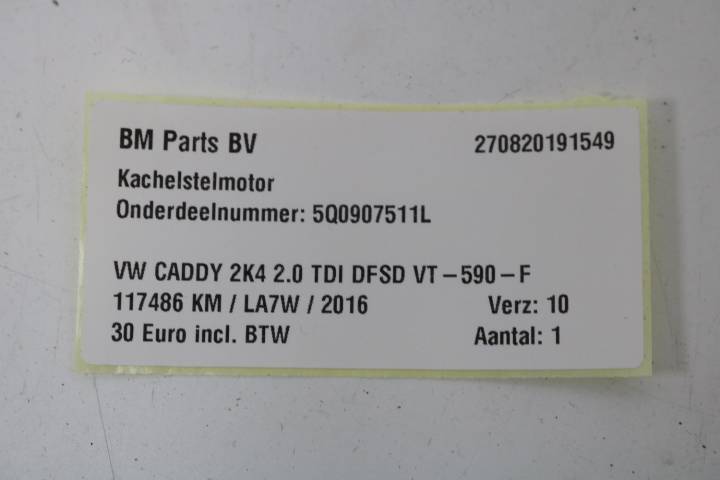 BM Parts BV 270820191549
Kachelstelmotor
Onderdeelnummer: 5Q0907511L
VW CADDY 2K4 2.0 TDI DFSD VT-590-F
117486 KM / LA7W / 2016 Verz: 10
30 Euro incl. BTW Aantal: 1